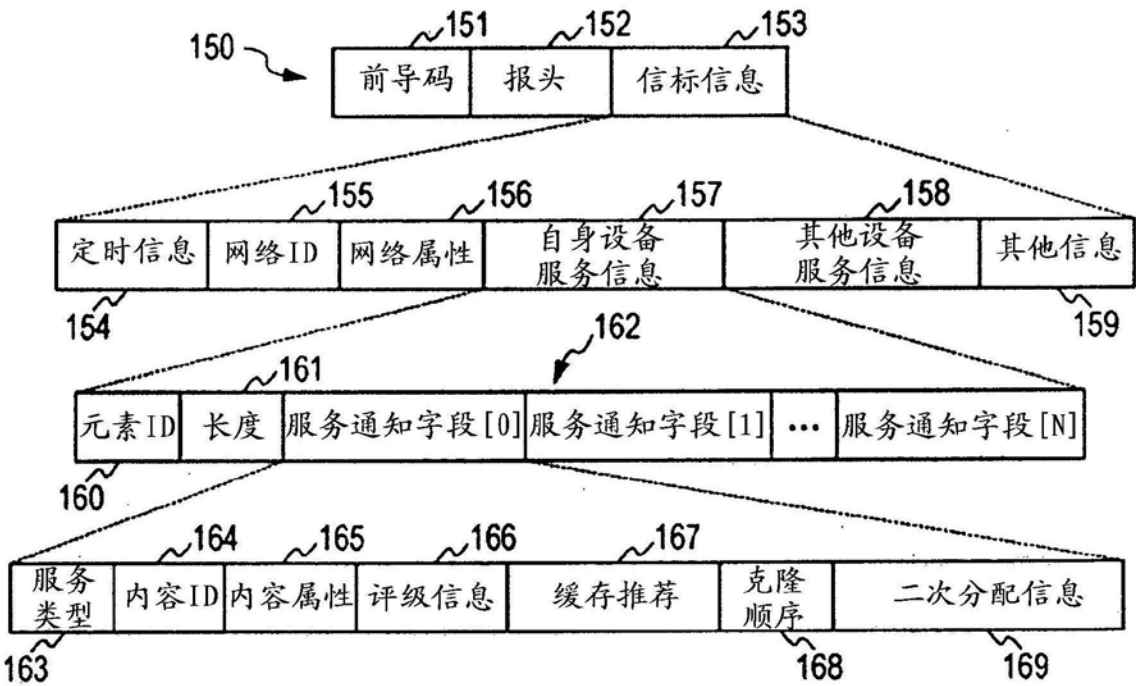 151 152 153
150
前导码 报头 信标信息
155 156 157 158
定时信息 网络ID 网络属性 自身设备 其他设备 其他信息
服务信息 服务信息
154 159
162
161
元素ID 长度 服务通知字段[0] 服务通知字段[1] ••• 服务通知字段[N]
160
164 165 166 167
服务 内容ID 内容属性 评级信息 缓存推荐 克隆 二次分配信息
类型 顺序
163 168 169